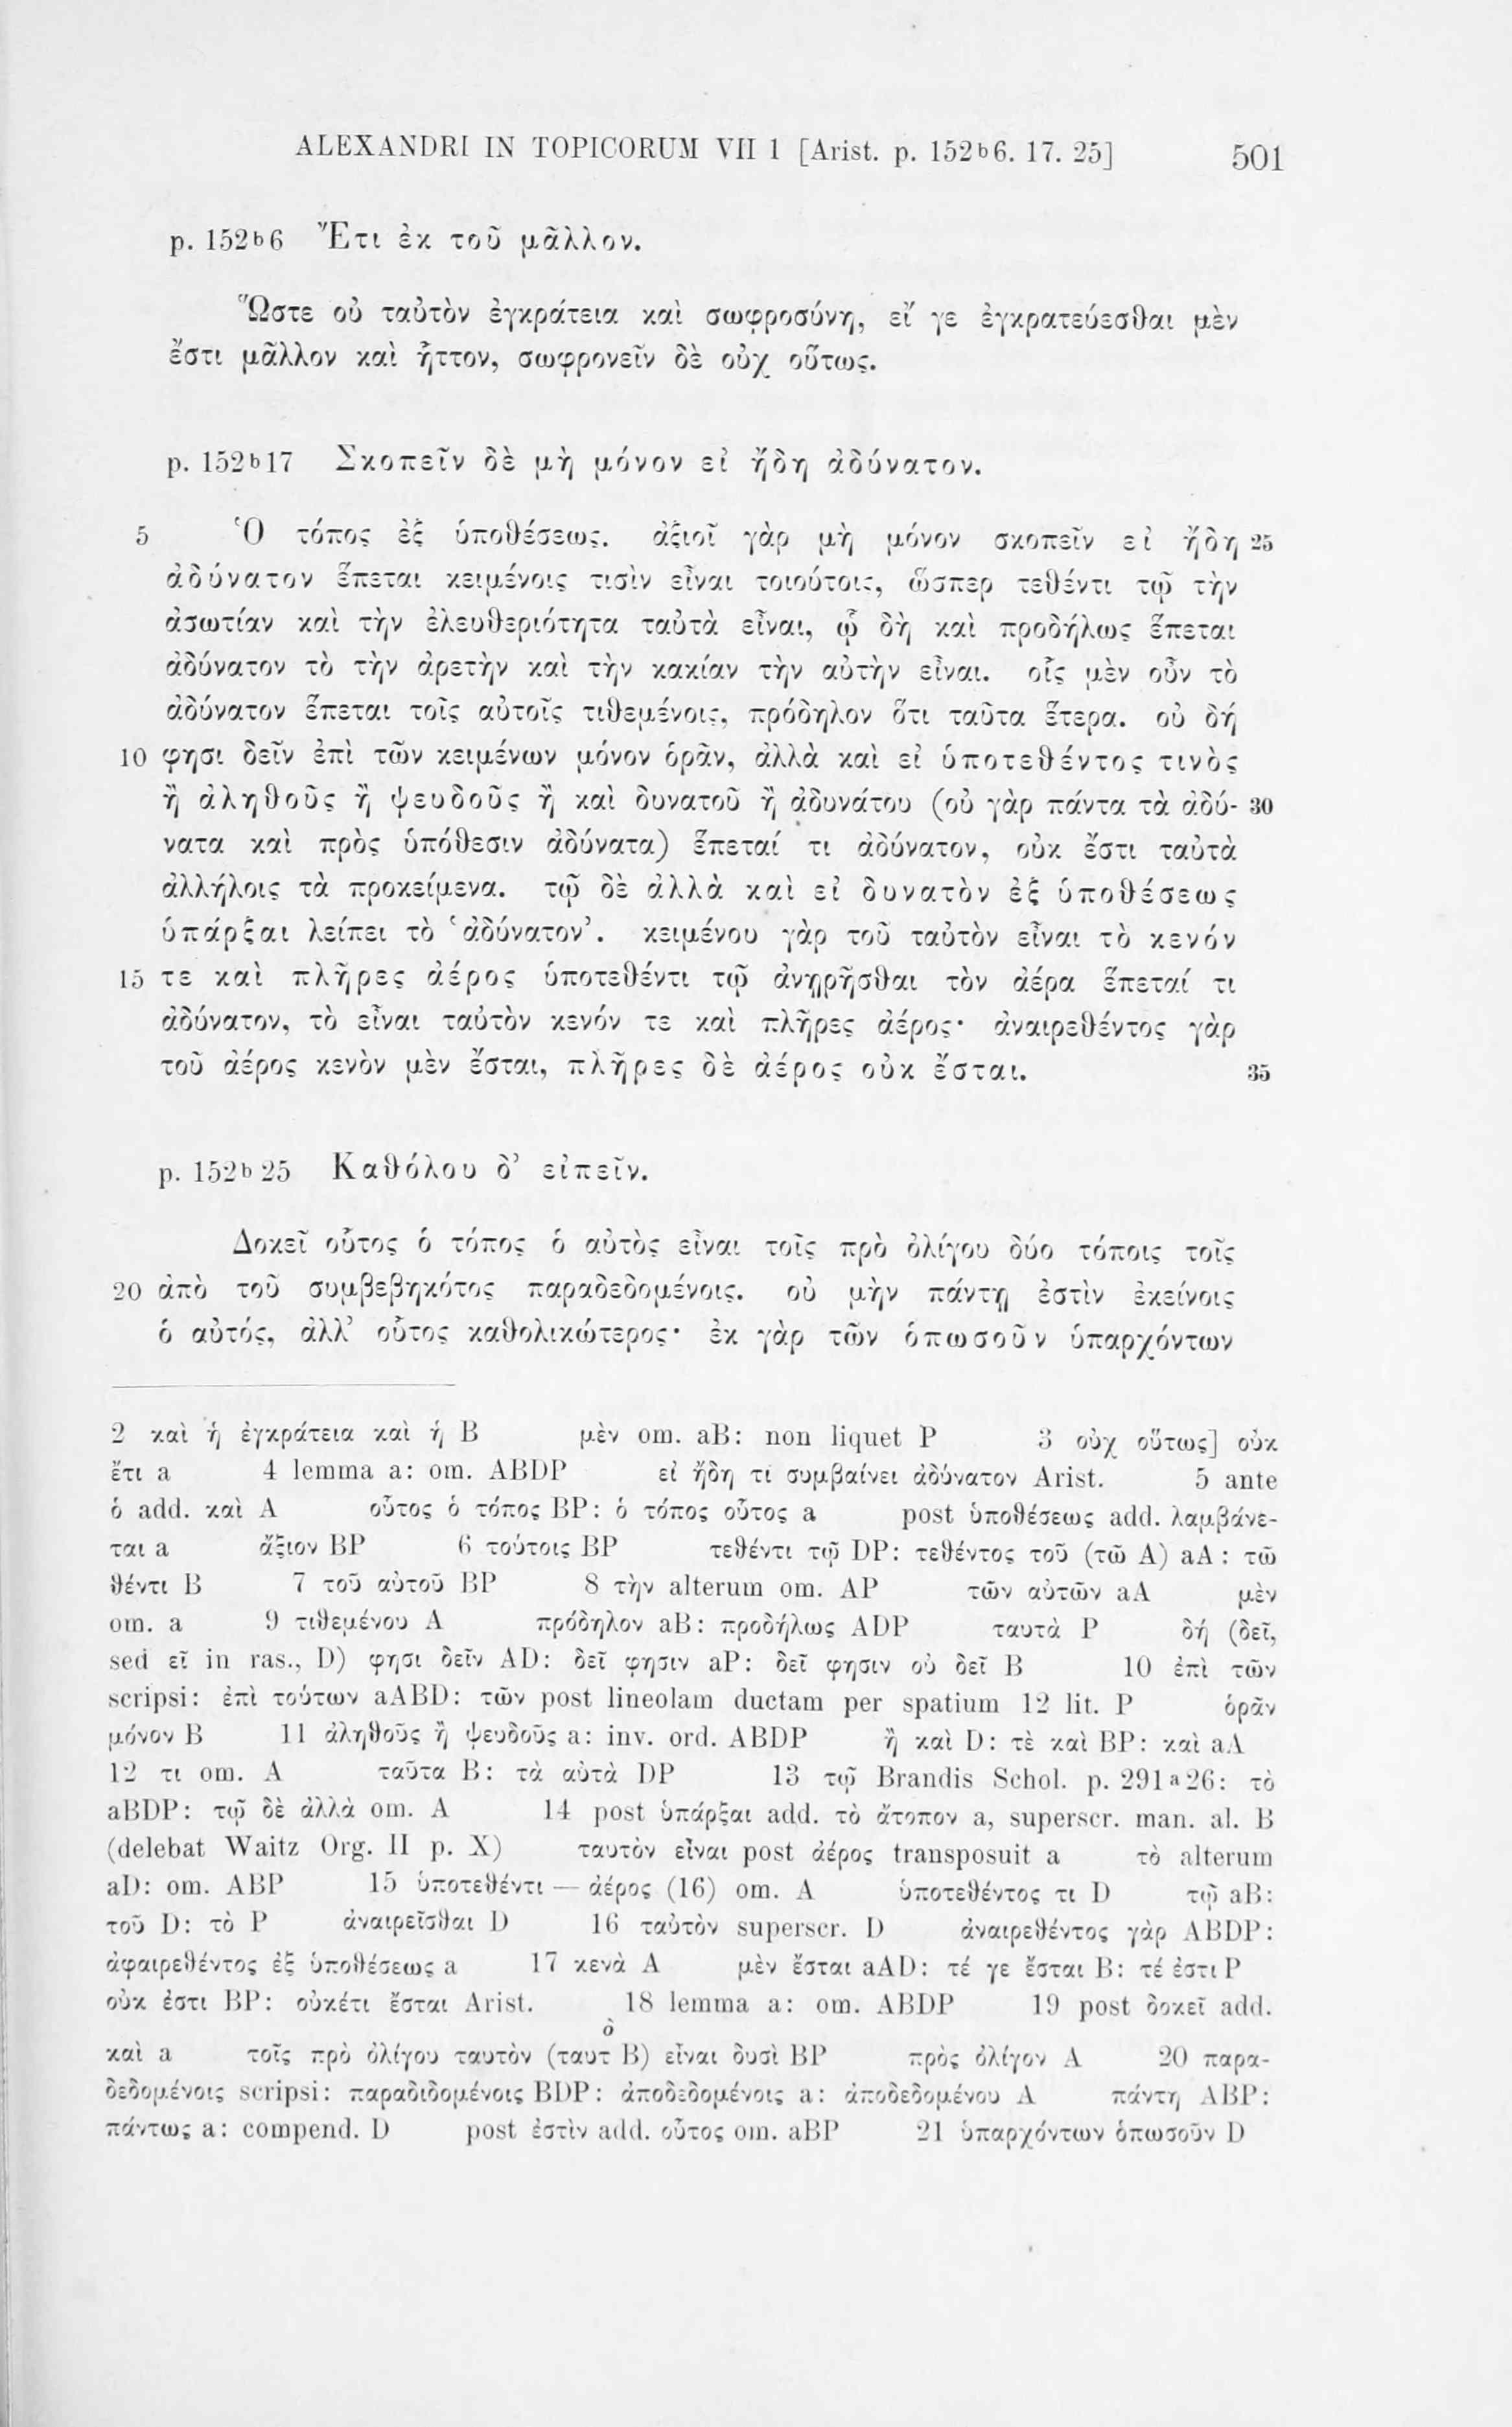 ALEXANDRI IN TOPICORUM VII 1 [Arist. p. 152b6. 17. 25] 501
p. 152b6 Ἔτι ἐκ τοῦ μᾶλλον.
Ὥστε οὐ ταὐτὸν ἐγκράτεια καὶ σωφροσύνη, εἴ γε ἐγκρατεύεσθαι μὲν
ἔστι μᾶλλον καὶ ἧττον, σωφρονεῖν δὲ οὐχ οὕτως.
p. 152b17 Σκοπεῖν δὲ μὴ μόνον εἰ ἤδη ἀδύνατον.
5 Ὁ τόπος ἐξ ὑποθέσεως. ἀξιοῖ γὰρ μὴ μόνον σκοπεῖν εἰ ἤδη 25
ἀδύνατον ἕπεται κειμένοις τισὶν εἶναι τοιούτοις, ὥσπερ τεθέντι τῷ τὴν
ἀσωτίαν καὶ τὴν ἐλευθεριότητα ταὐτὰ εἶναι, ᾧ δὴ καὶ προδήλως ἕπεται
ἀδύνατον τὸ τὴν ἀρετὴν καὶ τὴν κακίαν τὴν αὐτὴν εἶναι. οἷς μὲν οὖν τὸ
ἀδύνατον ἕπεται τοῖς αὐτοῖς τιθεμένοις, πρόδηλον ὅτι ταῦτα ἕτερα. οὐ δή
10 φησι δεῖν ἐπὶ τῶν κειμένων μόνον ὁρᾶν, ἀλλὰ καὶ εἰ ὑποτεθέντος τινὸς
ἢ ἀληθοῦς ἢ ψευδοῦς ἢ καὶ δυνατοῦ ἢ ἀδυνάτου (οὐ γὰρ πάντα τὰ ἀδύ- 30
νατα καὶ πρὸς ὑπόθεσιν ἀδύνατα) ἕπεταί τι ἀδύνατον, οὐκ ἔστι ταὐτὰ
ἀλλήλοις τὰ προκείμενα. τῷ δὲ ἀλλὰ καὶ εἰ δυνατὸν ἐξ ὑποθέσεως
ὑπάρξαι λείπει τὸ ‘ἀδύνατον’. κειμένου γὰρ τοῦ ταὐτὸν εἶναι τὸ κενόν
15 τε καὶ πλῆρες ἀέρος ὑποτεθέντι τῷ ἀνῃρῆσθαι τὸν ἀέρα ἕπεταί τι
ἀδύνατον, τὸ εἶναι ταὐτὸν κενόν τε καὶ πλῆρες ἀέρος· ἀναιρεθέντος γὰρ
τοῦ ἀέρος κενὸν μὲν ἔσται, πλῆρες δὲ ἀέρος οὐκ ἔσται. 35
p. 152b25 Καθόλου δ’ εἰπεῖν.
Δοκεῖ οὗτος ὁ τόπος ὁ αὐτὸς εἶναι τοῖς πρὸ ὀλίγου δύο τόποις τοῖς
20 ἀπὸ τοῦ συμβεβηκότος παραδεδομένοις. οὐ μὴν πάντῃ ἐστὶν ἐκείνοις
ὁ αὐτός, ἀλλ’ οὗτος καθολικώτερος· ἐκ γὰρ τῶν ὁπωσοῦν ὑπαρχόντων
2 καὶ ἡ ἐγκράτεια καὶ ἡ B μὲν om. aB: non liquet P 3 οὐχ οὕτως] οὐκ
ἔτι a 4 lemma a: om. ABDP εἰ ἤδη τι συμβαίνει ἀδύνατον Arist. 5 ante
ὁ add. καὶ A οὗτος ὁ τόπος BP: ὁ τόπος οὗτος a post ὑποθέσεως add. λαμβάνε-
ται a ἄξιον BP 6 τούτοις BP τεθέντι τῷ DP: τεθέντος τοῦ (τῶ A) aA: τῶ
θέντι B 7 τοῦ αὐτοῦ BP 8 τὴν alterum om. AP τῶν αὐτῶν aA μὲν
om. a 9 τιθεμένου A πρόδηλον aB: προδήλως ADP ταυτὰ P δή (δεῖ,
sed εῖ in ras., D) φησι δεῖν AD: δεῖ φησιν aP: δεῖ φησιν οὐ δεῖ B 10 ἐπὶ τῶν
scripsi: ἐπὶ τούτων aABD: τῶν post lineolam ductam per spatium 12 lit. P ὁρᾶν
μόνον B 11 ἀληθοῦς ἢ ψευδοῦς a: inv. ord. ABDP ἢ καὶ D: τὲ καὶ BP: καὶ aA
12 τι om. A ταῦτα B: τὰ αὐτὰ DP 13 τῷ Brandis Schol. p. 291a26: τὸ
aBDP: τῷ δὲ ἀλλὰ om. A 14 post ὑπάρξαι add. τὸ ἄτοπον a, superscr. man. al. B
(delebat Waitz Org. II p. X) ταυτὸν εἶναι post ἀέρος transposuit a τὸ alterum
aD: om. ABP 15 ὑποτεθέντι — ἀέρος (16) om. A ὑποτεθέντος τι D τῷ aB:
τοῦ D: τὸ P ἀναιρεῖσθαι D 16 ταὐτὸν superscr. D ἀναιρεθέντος γὰρ ABDP:
ἀφαιρεθέντος ἐξ ὑποθέσεως a 17 κενὰ A μὲν ἔσται aAD: τέ γε ἔσται B: τέ ἐστι P
οὐκ ἐστι BP: οὐκέτι ἔσται Arist. 18 lemma a: om. ABDP 19 post δοκεῖ add.
καὶ a τοῖς πρὸ ὀλίγου ταυτὸν (ταυτ ὸ B) εἶναι δυσὶ BP πρὸς ὀλίγον A 20 παρα-
δεδομένοις scripsi: παραδιδομένοις BDP: ἀποδεδομένοις a: ἀποδεδομένου A πάντη ABP:
πάντως a: compend. D post ἐστὶν add. οὗτος om. aBP 21 ὑπαρχόντων ὁπωσοῦν D